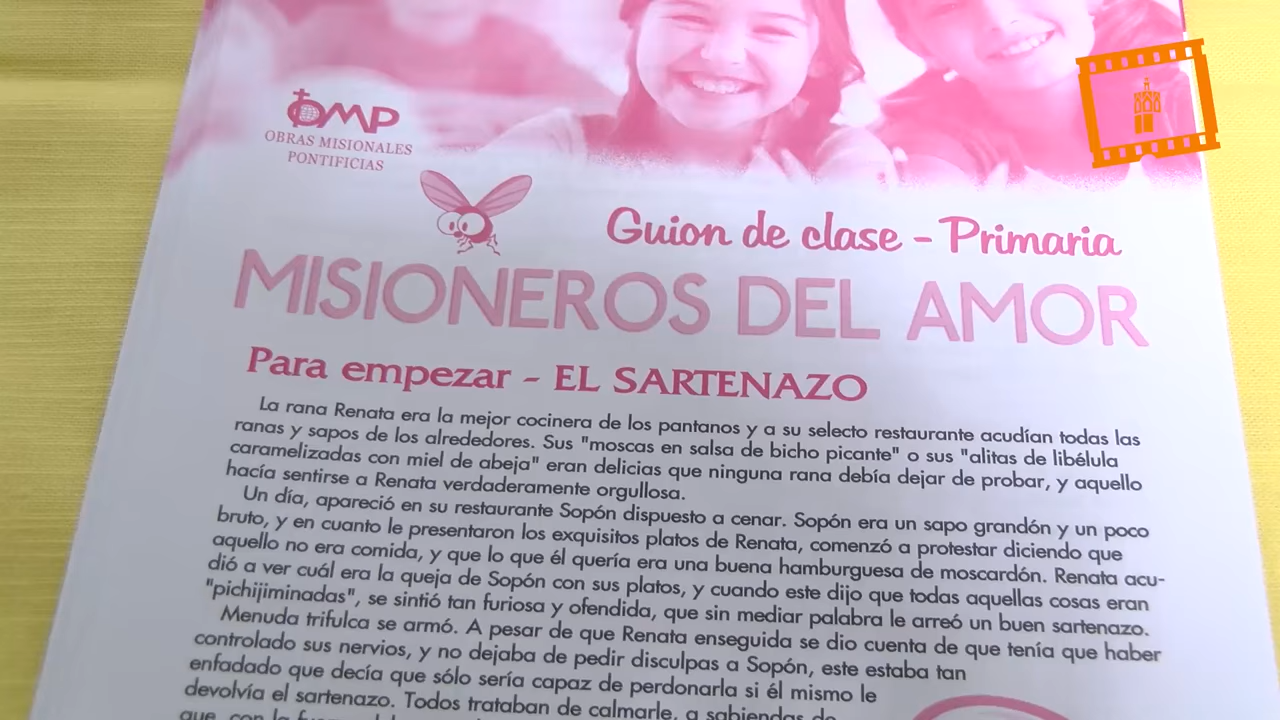 OMP
OBRAS MISIONALES
PONTIFICIAS
Guion de clase - Primaria
MISIONEROS DEL AMOR
Para empezar - EL SARTENAZO
La rana Renata era la mejor cocinera de los pantanos y a su selecto restaurante acudían todas las
ranas y sapos de los alrededores. Sus "moscas en salsa de bicho picante" o sus "alitas de libélula
caramelizadas con miel de abeja" eran delicias que ninguna rana debía dejar de probar, y aquello
hacía sentirse a Renata verdaderamente orgullosa.
Un día, apareció en su restaurante Sopón dispuesto a cenar. Sopón era un sapo grandón y un poco
bruto, y en cuanto le presentaron los exquisitos platos de Renata, comenzó a protestar diciendo que
aquello no era comida, y que lo que él quería era una buena hamburguesa de moscardón. Renata acu-
dió a ver cuál era la queja de Sopón con sus platos, y cuando este dijo que todas aquellas cosas eran
"pichijiminadas", se sintió tan furiosa y ofendida, que sin mediar palabra le arreó un buen sartenazo.
Menuda trifulca se armó. A pesar de que Renata enseguida se dio cuenta de que tenía que haber
controlado sus nervios, y no dejaba de pedir disculpas a Sopón, este estaba tan
enfadado que decía que sólo sería capaz de perdonarla si él mismo le
devolvía el sartenazo. Todos trataban de calmarle, a sabiendas de
que, con la